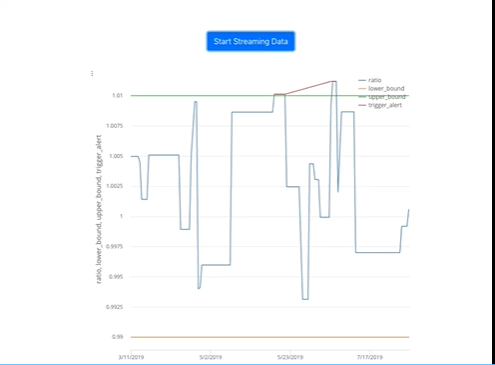 Start Streaming Data
ratio
lower_bound
upper_bound
trigger_alert
ratio, lower_bound, upper_bound, trigger_alert
1.01
1.0075
1.005
1.0025
1
0.9975
0.995
0.9925
0.99
3/11/2019
5/2/2019
5/23/2019
7/17/2019